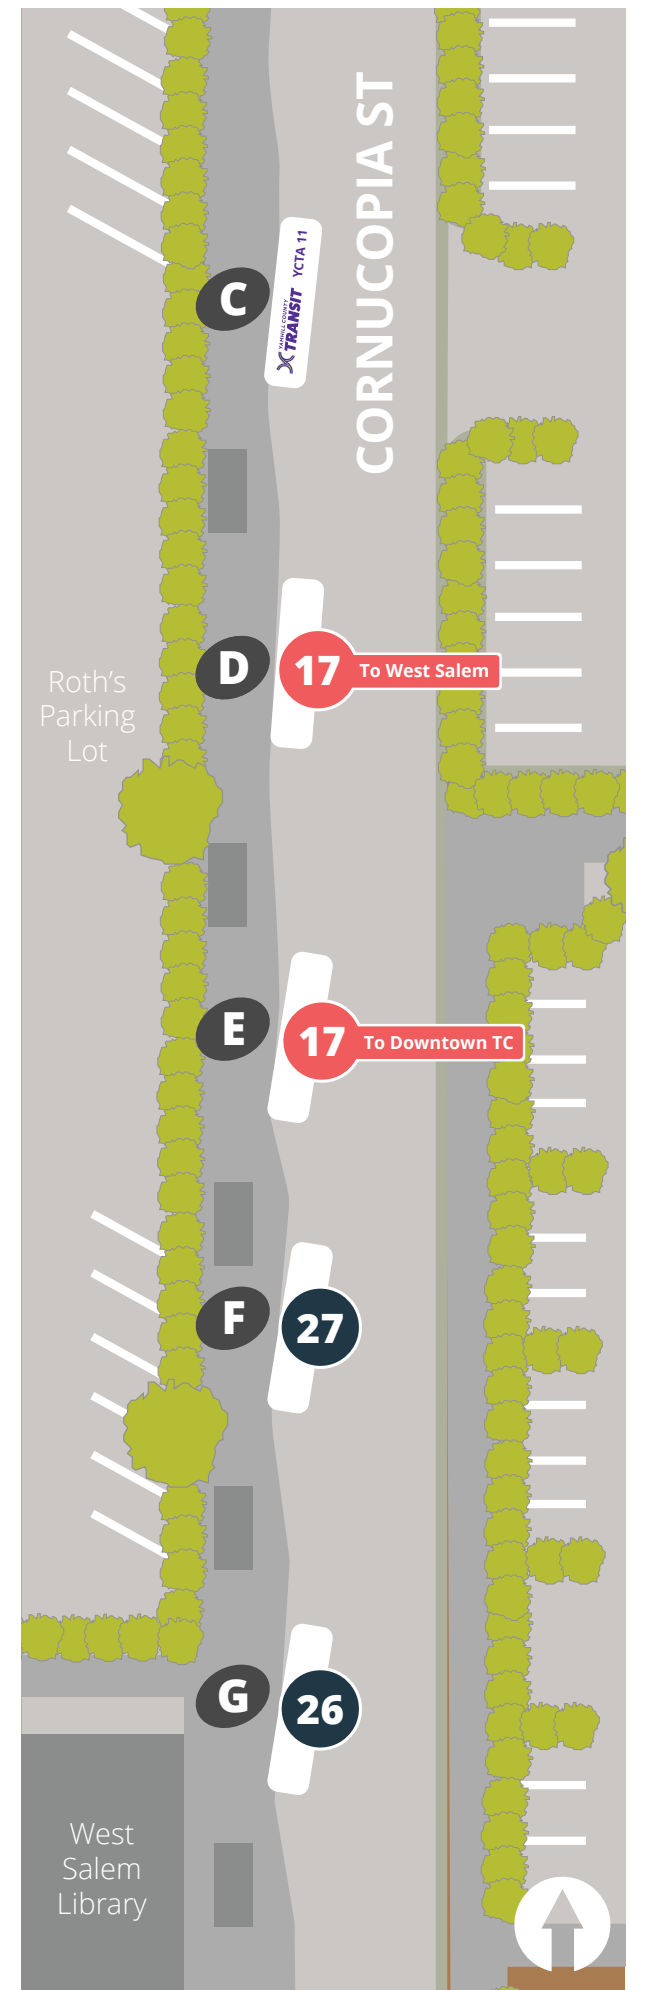 CORNUCOPIA ST
C
YAMHILL COUNTY
TRANSIT
YCTA 11
D
17
To West Salem
Roth's
Parking
Lot
E
17
To Downtown TC
F
27
G
26
West
Salem
Library